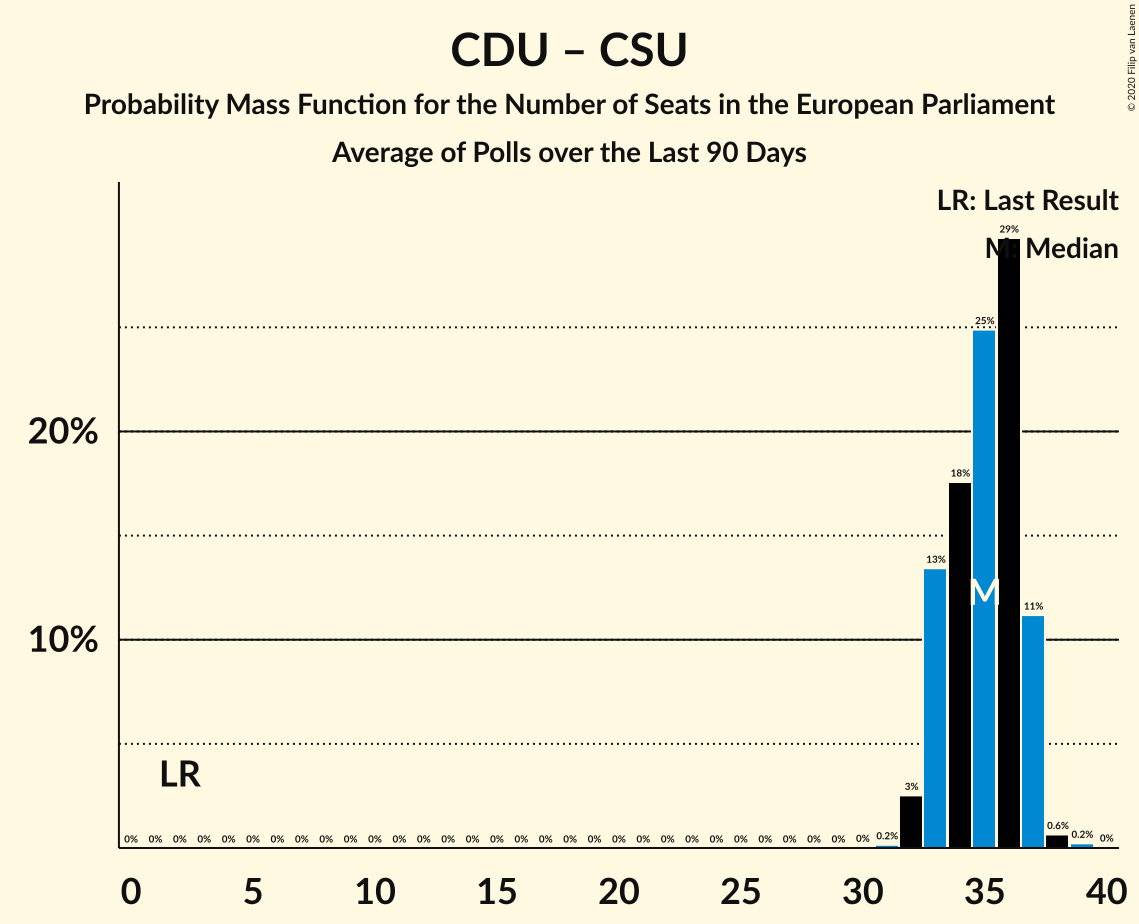 CDU – CSU
Probability Mass Function for the Number of Seats in the European Parliament
Average of Polls over the Last 90 Days
© 2020 Filip van Laenen
LR: Last Result
M: Median
29%
25%
20%
18%
13%
M
11%
10%
LR
3%
0% 0% 0% 0% 0% 0% 0% 0% 0% 0% 0% 0% 0% 0% 0% 0% 0% 0% 0% 0% 0% 0% 0% 0% 0% 0% 0% 0% 0% 0% 0% 0.2% 0.6% 0.2% 0%
0 5 10 15 20 25 30 35 40